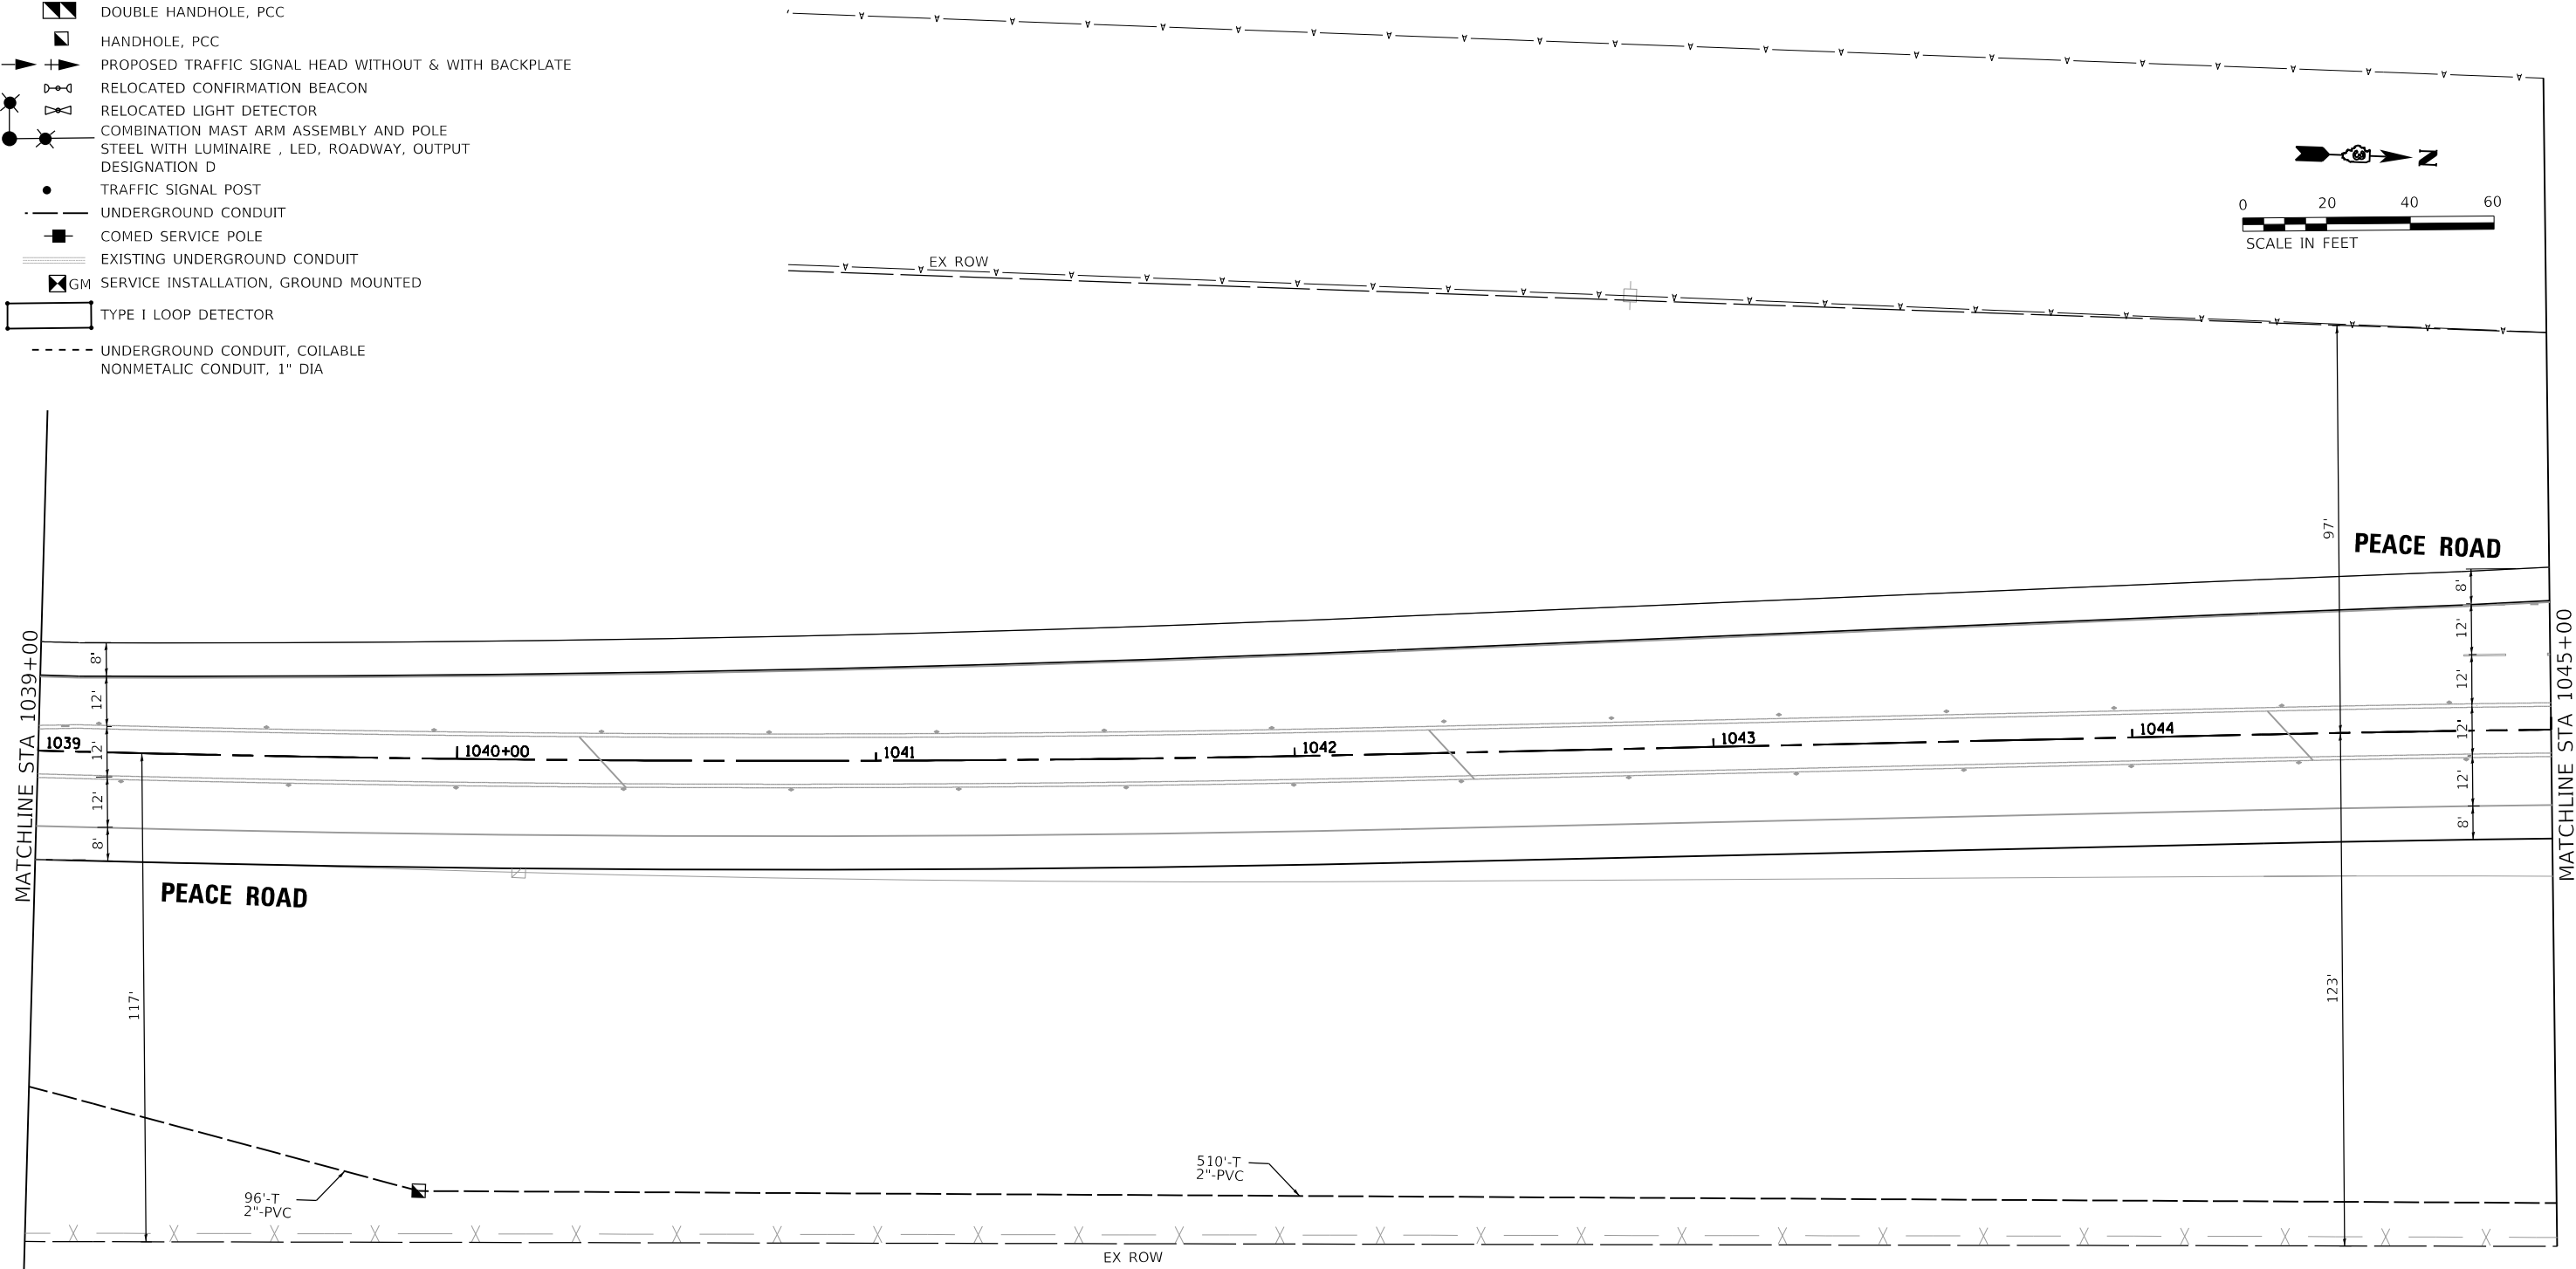 DOUBLE HANDHOLE, PCC
HANDHOLE, PCC
PROPOSED TRAFFIC SIGNAL HEAD WITHOUT & WITH BACKPLATE
RELOCATED CONFIRMATION BEACON
RELOCATED LIGHT DETECTOR
COMBINATION MAST ARM ASSEMBLY AND POLE
STEEL WITH LUMINAIRE , LED, ROADWAY, OUTPUT
DESIGNATION D
TRAFFIC SIGNAL POST
UNDERGROUND CONDUIT
COMED SERVICE POLE
EXISTING UNDERGROUND CONDUIT
GM SERVICE INSTALLATION, GROUND MOUNTED
TYPE I LOOP DETECTOR
UNDERGROUND CONDUIT, COILABLE
NONMETALIC CONDUIT, 1" DIA
N
0 20 40 60
SCALE IN FEET
EX ROW
97'
PEACE ROAD
MATCHLINE STA 1039+00
8'
12'
12'
12'
8'
1039
1040+00
1041
1042
1043
1044
8'
12'
12'
12'
12'
8'
MATCHLINE STA 1045+00
PEACE ROAD
117'
123'
96'-T
2"-PVC
510'-T
2"-PVC
EX ROW